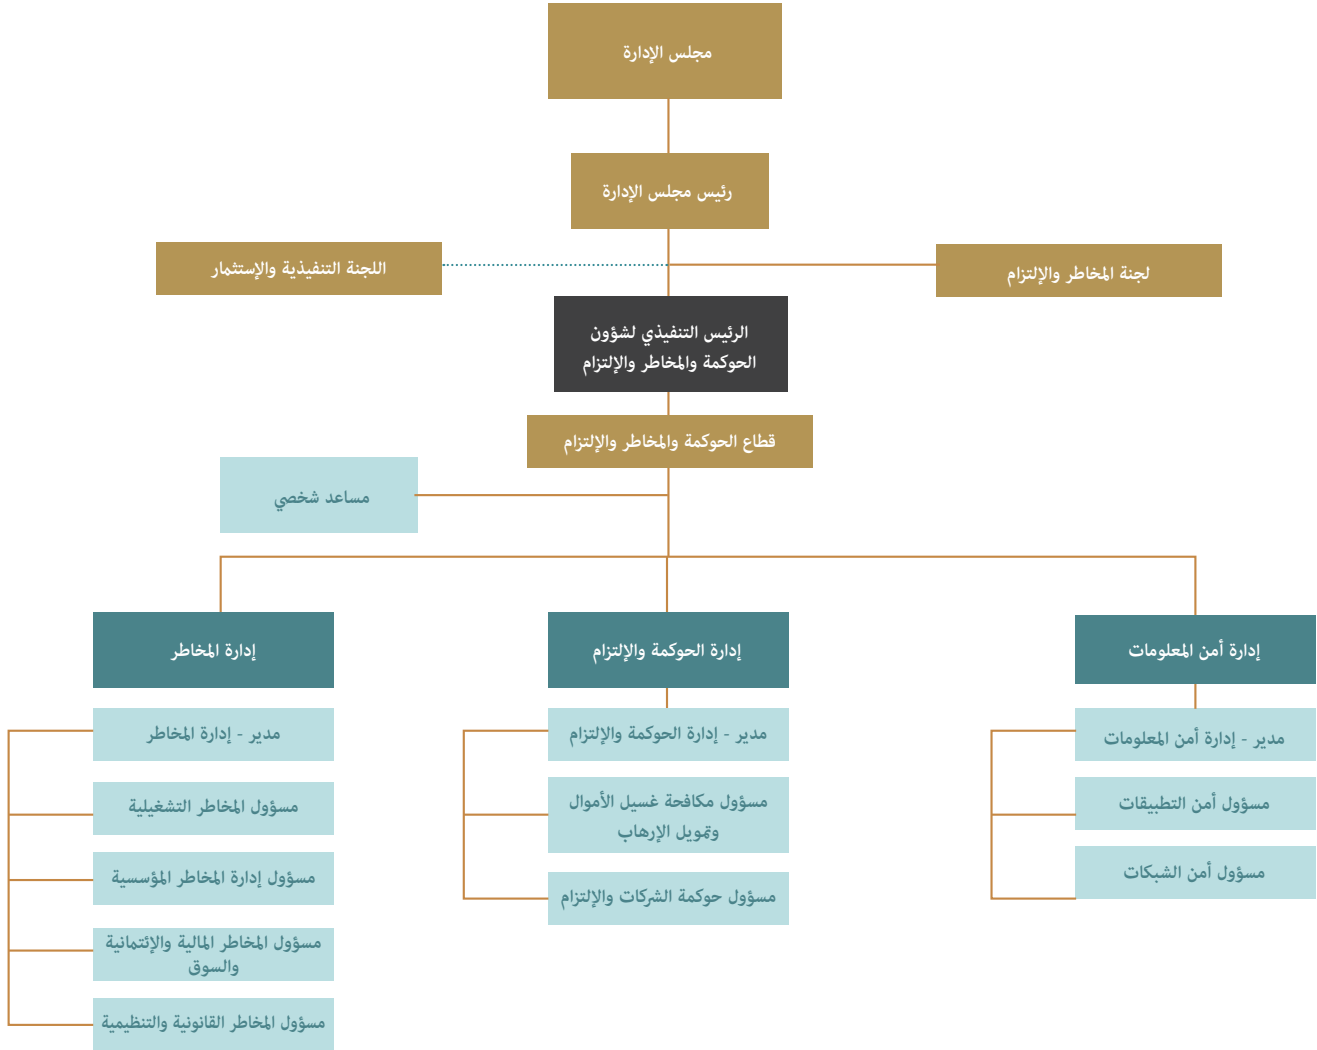 مجلس الإدارة
رئيس مجلس الإدارة
لجنة المخاطر والإلتزام
اللجنة التنفيذية والإستثمار
الرئيس التنفيذي لشؤون
الحوكمة والمخاطر والإلتزام
قطاع الحوكمة والمخاطر والإلتزام
مساعد شخصي
إدارة أمن المعلومات
مدير - إدارة أمن المعلومات
مسؤول أمن التطبيقات
مسؤول أمن الشبكات
إدارة الحوكمة والإلتزام
مدير - إدارة الحوكمة والإلتزام
مسؤول مكافحة غسيل الأموال
وتمويل الإرهاب
مسؤول حوكمة الشركات والإلتزام
إدارة المخاطر
مدير - إدارة المخاطر
مسؤول المخاطر التشغيلية
مسؤول إدارة المخاطر المؤسسية
مسؤول المخاطر المالية والإئتمانية
والسوق
مسؤول المخاطر القانونية والتنظيمية